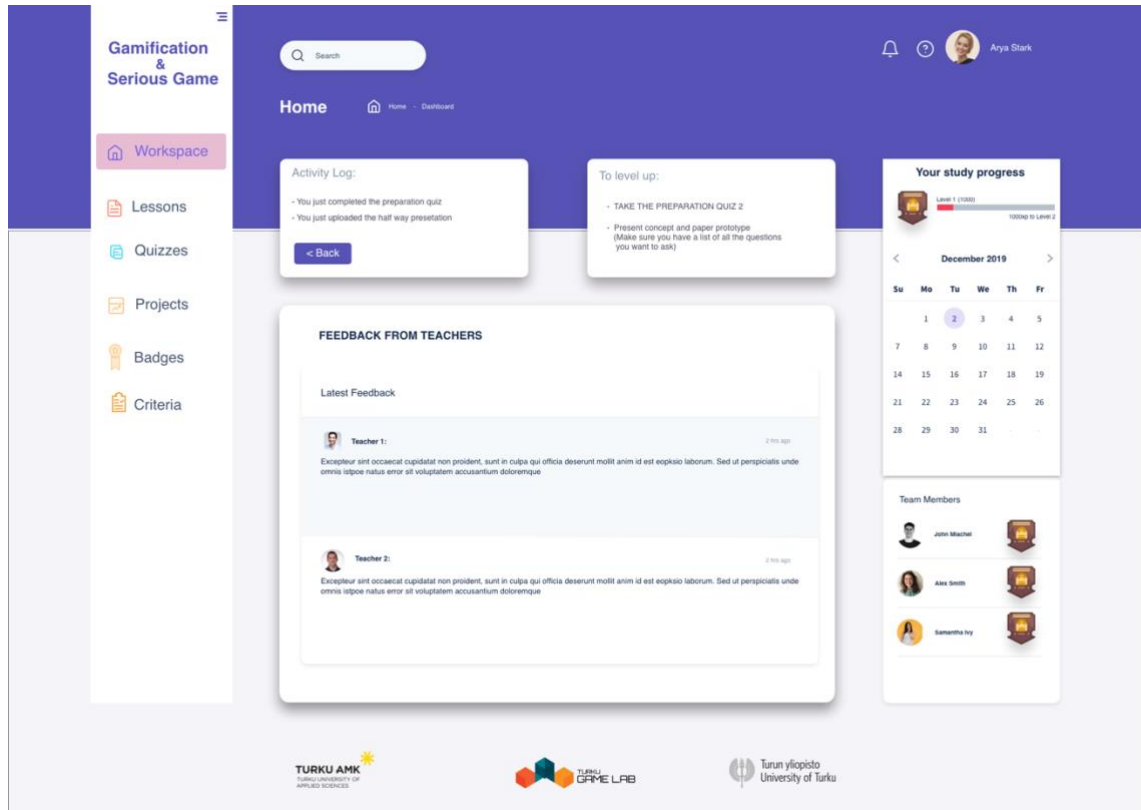 Gamification
&
Serious Game
Workspace
Lessons
Quizzes
Projects
Badges
Criteria
Search
Arya Stark
Home
Home - Dashboard
Activity Log:
- You just completed the preparation quiz
- You just uploaded the half way presetation
< Back
To level up:
- TAKE THE PREPARATION QUIZ 2
- Present concept and paper prototype
(Make sure you have a list of all the questions
you want to ask)
FEEDBACK FROM TEACHERS
Latest Feedback
Teacher 1: 2 hrs ago
Excepteur sint occaecat cupidatat non proident, sunt in culpa qui officia deserunt mollit anim id est eopksio laborum. Sed ut perspiciatis unde
omnis istpoe natus error sit voluptatem accusantium doloremque
Teacher 2: 2 hrs ago
Excepteur sint occaecat cupidatat non proident, sunt in culpa qui officia deserunt mollit anim id est eopksio laborum. Sed ut perspiciatis unde
omnis istpoe natus error sit voluptatem accusantium doloremque
Your study progress
Level 1 (1000)
1000xp to Level 2
< December 2019 >
Su Mo Tu We Th Fr
1 2 3 4 5
7 8 9 10 11 12
14 15 16 17 18 19
21 22 23 24 25 26
28 29 30 31
Team Members
John Miachel
Alex Smith
Samantha Ivy
TURKU AMK
TURKU UNIVERSITY OF
APPLIED SCIENCES
TURKU
GAME LAB
Turun yliopisto
University of Turku